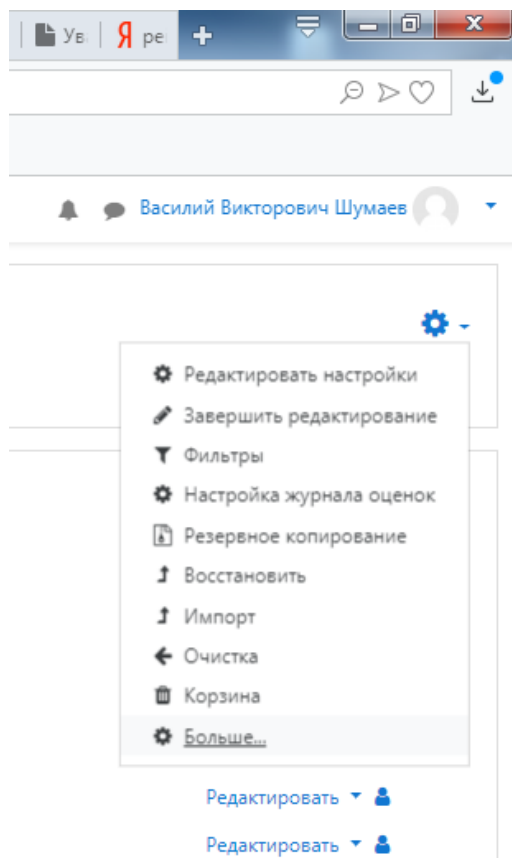 Ув
Я ре
Василий Викторович Шумаев
Редактировать настройки
Завершить редактирование
Фильтры
Настройка журнала оценок
Резервное копирование
Восстановить
Импорт
Очистка
Корзина
Больше...
Редактировать
Редактировать